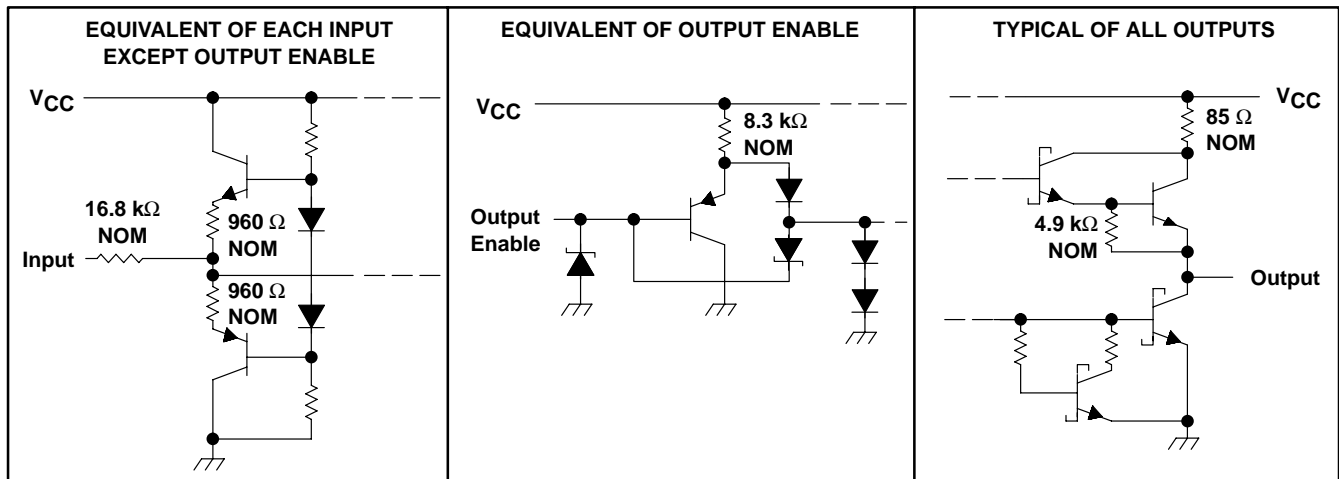 EQUIVALENT OF EACH INPUT
EXCEPT OUTPUT ENABLE
VCC
16.8 kΩ
NOM
960 Ω
NOM
Input
960 Ω
NOM
EQUIVALENT OF OUTPUT ENABLE
VCC
8.3 kΩ
NOM
Output
Enable
TYPICAL OF ALL OUTPUTS
VCC
85 Ω
NOM
4.9 kΩ
NOM
Output